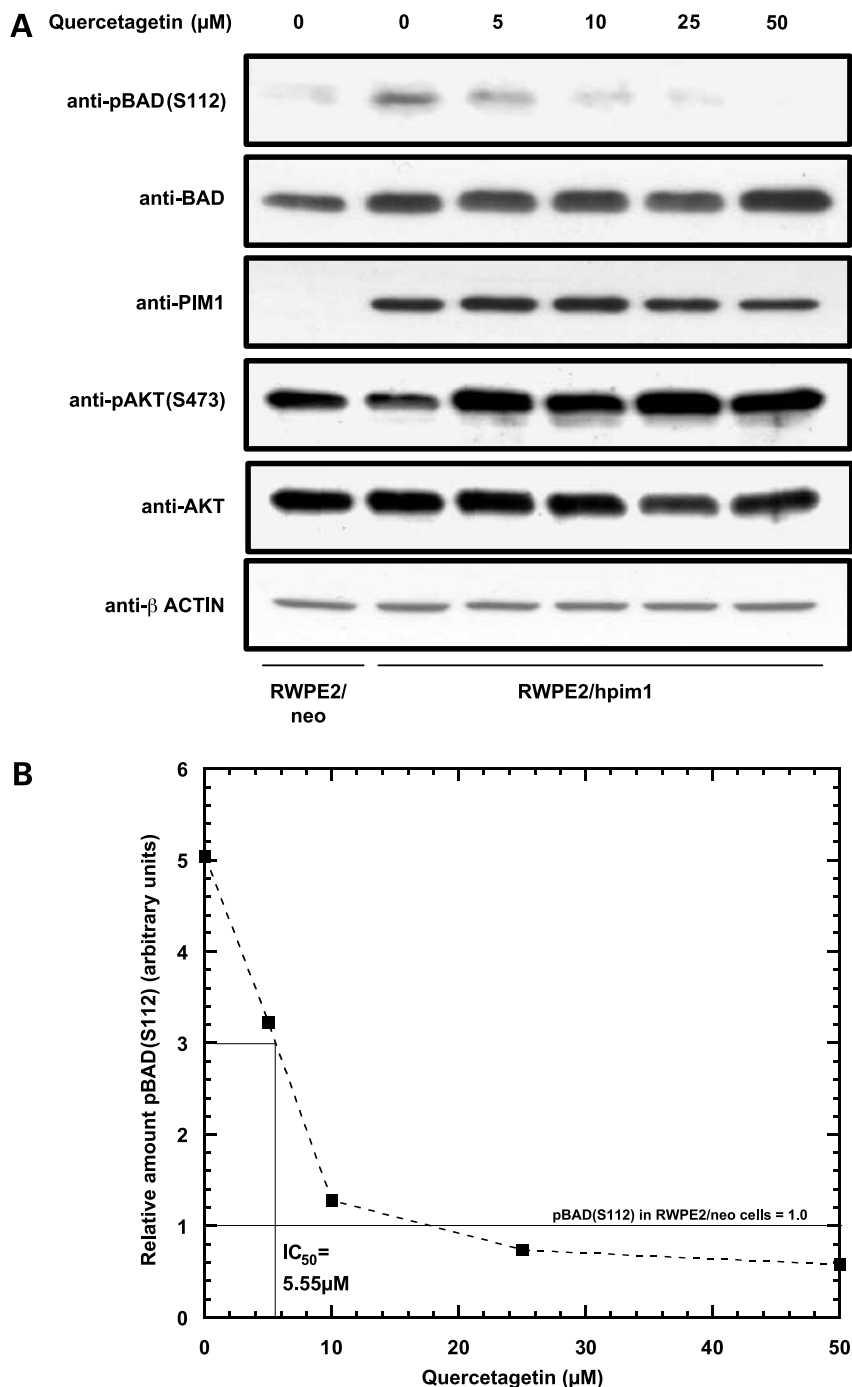 A
Quercetagetin (µM) 0 0 5 10 25 50
anti-pBAD(S112)
anti-BAD
anti-PIM1
anti-pAKT(S473)
anti-AKT
anti-β ACTIN
RWPE2/
neo
RWPE2/hpim1
B
Relative amount pBAD(S112) (arbitrary units)
6
5
4
3
2
1
0
pBAD(S112) in RWPE2/neo cells = 1.0
IC50=
5.55µM
0 10 20 30 40 50
Quercetagetin (µM)